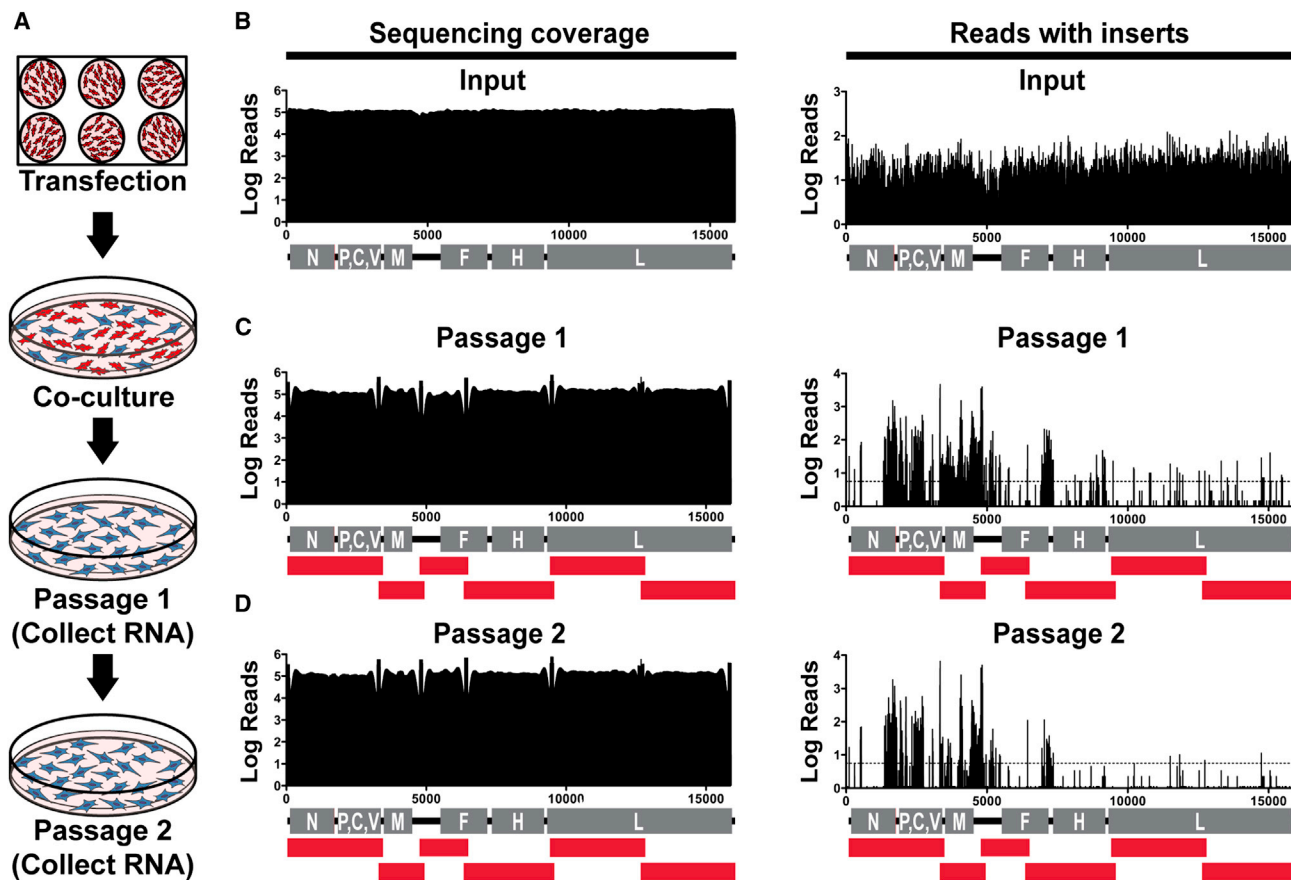 A
Transfection
Co-culture
Passage 1
(Collect RNA)
Passage 2
(Collect RNA)
B
Sequencing coverage
Reads with inserts
Input
Log Reads
6
5
4
3
2
1
0
0 5000 10000 15000
N P,C,V M F H L
Input
Log Reads
3
2
1
0
0 5000 10000 15000
N P,C,V M F H L
C
Passage 1
Log Reads
6
5
4
3
2
1
0
0 5000 10000 15000
N P,C,V M F H L
Passage 1
Log Reads
4
3
2
1
0
0 5000 10000 15000
N P,C,V M F H L
D
Passage 2
Log Reads
6
5
4
3
2
1
0
0 5000 10000 15000
N P,C,V M F H L
Passage 2
Log Reads
4
3
2
1
0
0 5000 10000 15000
N P,C,V M F H L